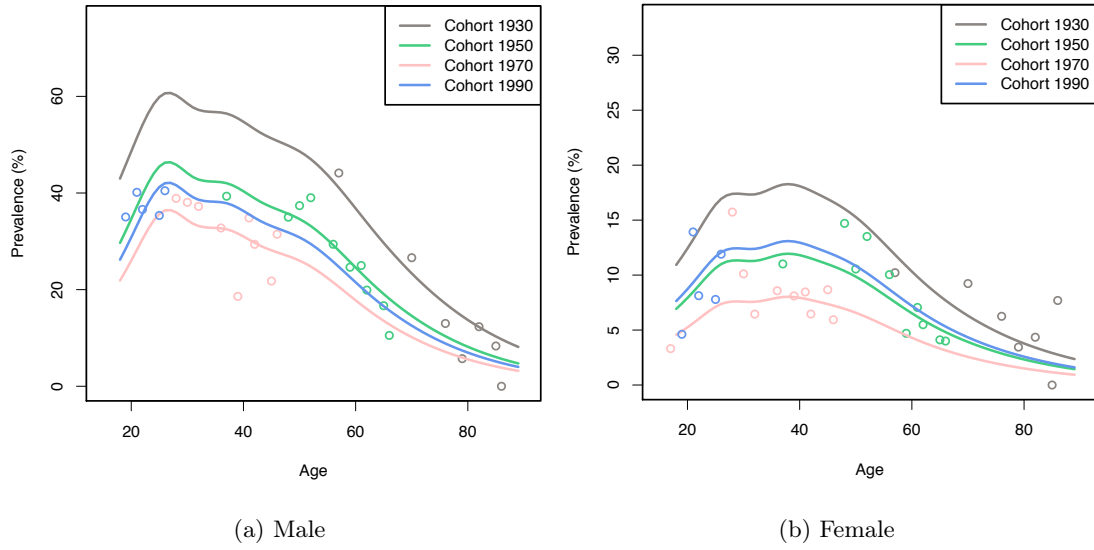 Cohort 1930
Cohort 1950
Cohort 1970
Cohort 1990
Prevalence (%)
60
40
20
0
20 40 60 80
Age
(a) Male
Cohort 1930
Cohort 1950
Cohort 1970
Cohort 1990
Prevalence (%)
30
25
20
15
10
5
0
20 40 60 80
Age
(b) Female